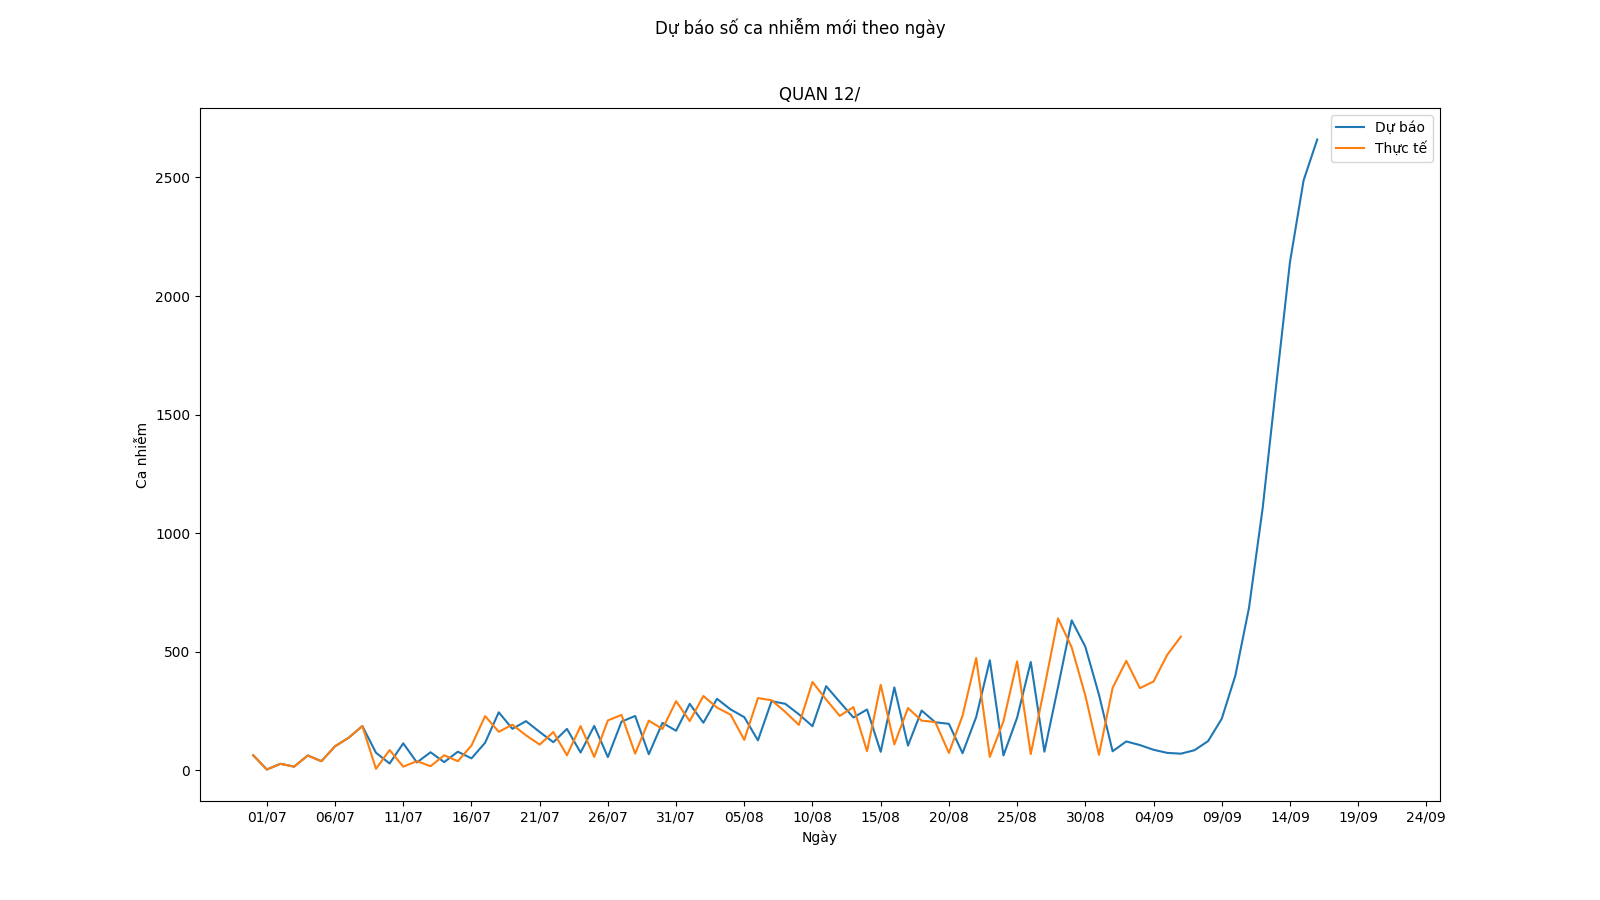 Dự báo số ca nhiễm mới theo ngày
QUAN 12/
Dự báo
Thực tế
2500
2000
1500
1000
500
0
Ca nhiễm
01/07 06/07 11/07 16/07 21/07 26/07 31/07 05/08 10/08 15/08 20/08 25/08 30/08 04/09 09/09 14/09 19/09 24/09
Ngày